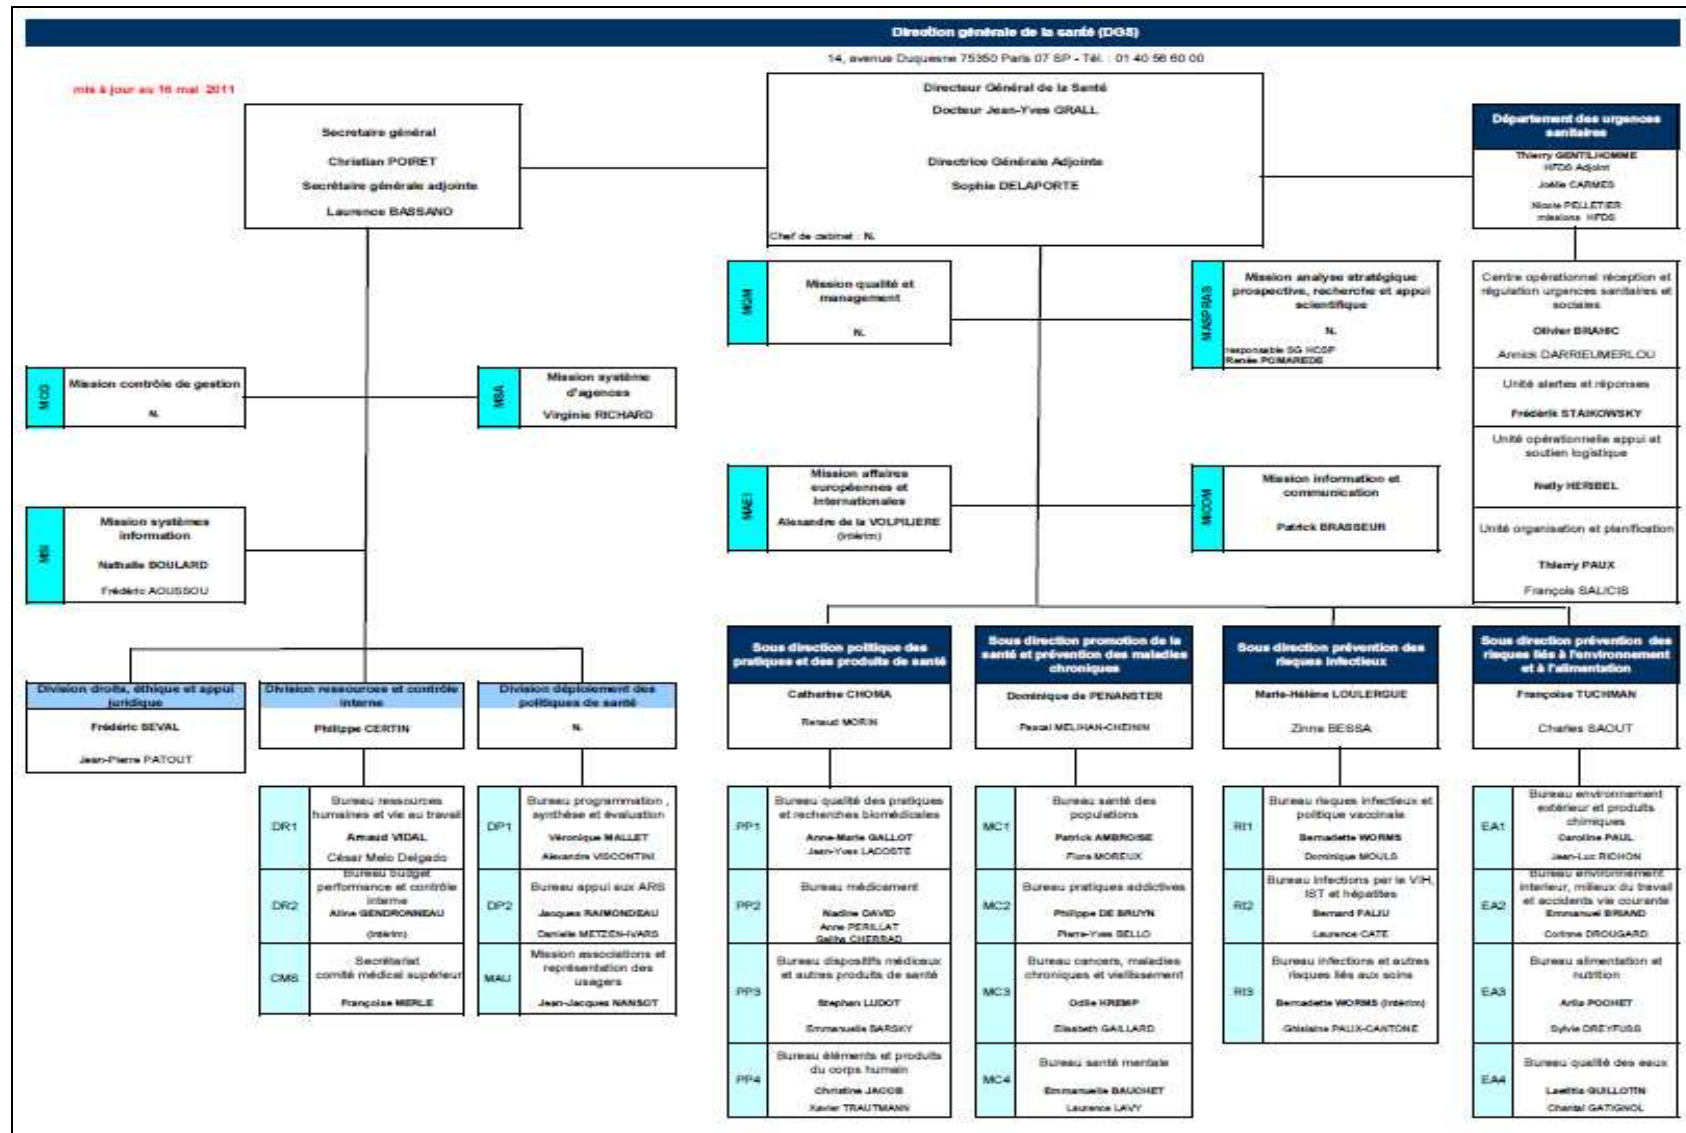 Direction générale de la santé (DGS)
14, avenue Duquesne 75350 Paris 07 SP - Tél. : 01 40 56 60 00
mis à jour au 16 mai 2011
Directeur Général de la Santé
Docteur Jean-Yves GRALL
Directrice Générale Adjointe
Sophie DELAPORTE
Chef de cabinet : N.
Secretaire général
Christian POIRET
Secrétaire générale adjointe
Laurence BASSANO
Département des urgences
sanitaires
Thierry GENTILHOMME
HFDS Adjoint
Joëlle CARMES
Nicole PELLETIER
missions HFDS
Centre opérationnel réception et
régulation urgences sanitaires et
sociales
Olivier BRAHIC
Annick DARRIEUMERLOU
Unité alertes et réponses
Frédérik STAIKOWSKY
Unité opérationnelle appui et
soutien logistique
Nelly HERIBEL
Unité organisation et planification
Thierry PAUX
François SALICIS
MQM
Mission qualité et
management
N.
MASPRAS
Mission analyse stratégique
prospective, recherche et appui
scientifique
N.
responsable SG HCSP
Renée POMAREDE
MCG
Mission contrôle de gestion
N.
MSA
Mission système
d'agences
Virginie RICHARD
MAEI
Mission affaires
européennes et
internationales
Alexandre de la VOLPILIERE
(intérim)
MICOM
Mission information et
communication
Patrick BRASSEUR
MSI
Mission systèmes
information
Nathalie BOULARD
Frédéric AOUSSOU
Division droits, éthique et appui
juridique
Frédéric SEVAL
Jean-Pierre PATOUT
Division ressources et contrôle
interne
Philippe CERTIN
Division déploiement des
politiques de santé
N.
Sous direction politique des
pratiques et des produits de santé
Catherine CHOMA
Renaud MORIN
Sous direction promotion de la
santé et prévention des maladies
chroniques
Dominique de PENANSTER
Pascal MELIHAN-CHEININ
Sous direction prévention des
risques infectieux
Marie-Hélène LOULERGUE
Zinna BESSA
Sous direction prévention des
risques liés à l'environnement
et à l'alimentation
Françoise TUCHMAN
Charles SAOUT
DR1
Bureau ressources
humaines et vie au travail
Arnaud VIDAL
César Melo Delgado
DR2
Bureau budget
performance et contrôle
interne
Aline GENDRONNEAU
(intérim)
CMS
Secrétariat
comité médical supérieur
Françoise MERLE
DP1
Bureau programmation ,
synthèse et évaluation
Véronique MALLET
Alexandre VISCONTINI
DP2
Bureau appui aux ARS
Jacques RAIMONDEAU
Danielle METZEN-IVARS
MAU
Mission associations et
représentation des
usagers
Jean-Jacques NANSOT
PP1
Bureau qualité des pratiques
et recherches biomédicales
Anne-Marie GALLOT
Jean-Yves LACOSTE
PP2
Bureau médicament
Nadine DAVID
Anne PERILLAT
CHERRAD
PP3
Bureau dispositifs médicaux
et autres produits de santé
Stephan LUDOT
Emmanuelle BARSKY
PP4
Bureau éléments et produits
du corps humain
Christine JACOB
Xavier TRAUTMANN
MC1
Bureau santé des
populations
Patrick AMBROISE
Flora MOREUX
MC2
Bureau pratiques addictives
Philippe DE BRUYN
Pierre-Yves BELLO
MC3
Bureau cancers, maladies
chroniques et vieillissement
Odile KREMP
Elisabeth GAILLARD
MC4
Bureau santé mentale
Emmanuelle BAUCHET
Laurence LAVY
RI1
Bureau risques infectieux et
politique vaccinale
Bernadette WORMS
Dominique MOULS
RI2
Bureau infections par le VIH,
IST et hépatites
Bernard FALIU
Laurence CATE
RI3
Bureau infections et autres
risques liés aux soins
Bernadette WORMS (Intérim)
Ghislaine PALIX-CANTONE
EA1
Bureau environnement
extérieur et produits
chimiques
Caroline PAUL
Jean-Luc RICHON
EA2
Bureau environnement
interieur, milieux du travail
et accidents vie courante
Emmanuel BRIAND
Corinne DROUGARD
EA3
Bureau alimentation et
nutrition
Arila POCHET
Sylvie DREYFUSS
EA4
Bureau qualité des eaux
Laetitia GUILLOTIN
Chantal GATIGNOL